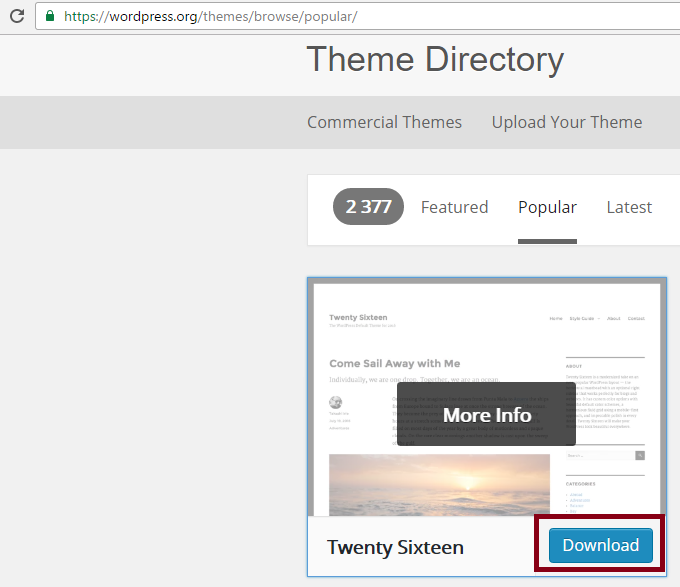 https://wordpress.org/themes/browse/popular/
Theme Directory
Commercial Themes Upload Your Theme
2 377 Featured Popular Latest
Twenty Sixteen
Home Style Guide About Contact
Come Sail Away with Me
Individually, we are one drop. Together, we are an ocean.
ABOUT
More Info
CATEGORIES
Twenty Sixteen Download